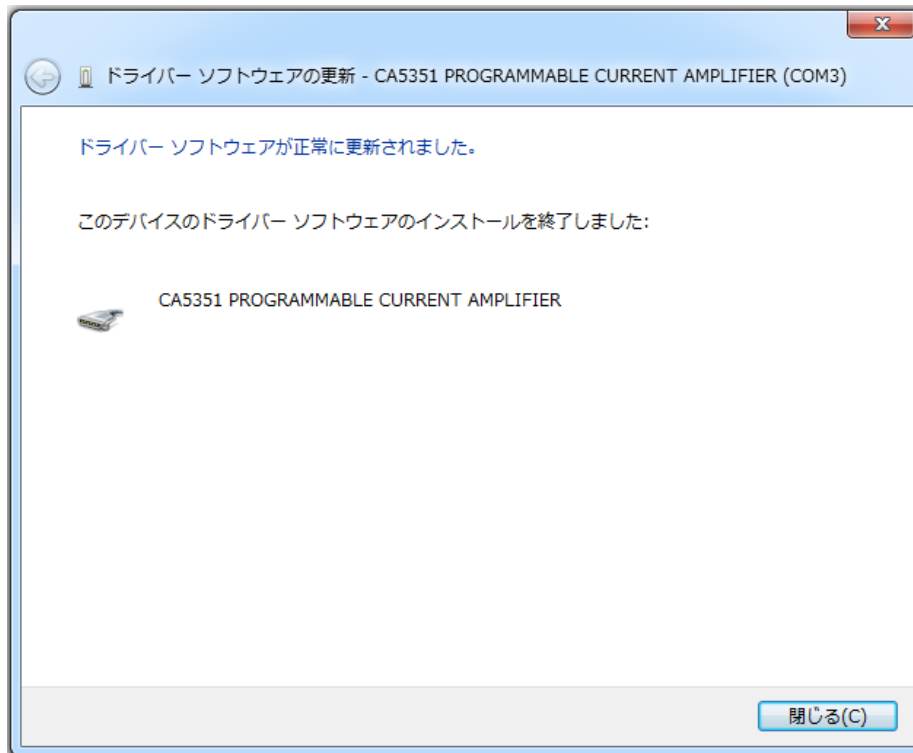 ドライバー ソフトウェアの更新 - CA5351 PROGRAMMABLE CURRENT AMPLIFIER (COM3)
ドライバー ソフトウェアが正常に更新されました。
このデバイスのドライバー ソフトウェアのインストールを終了しました:
CA5351 PROGRAMMABLE CURRENT AMPLIFIER
閉じる(C)